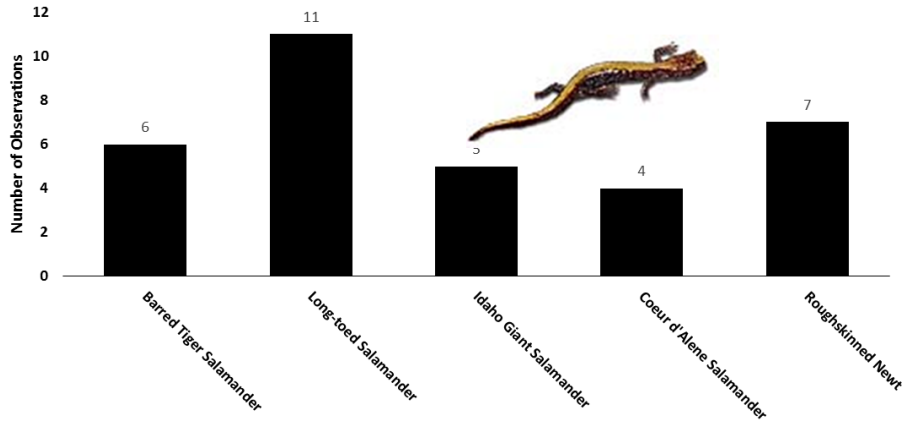 Number of Observations
12
10
8
6
4
2
0
6
11
5
4
7
Barred Tiger Salamander
Long-toed Salamander
Idaho Giant Salamander
Coeur d'Alene Salamander
Roughskinned Newt